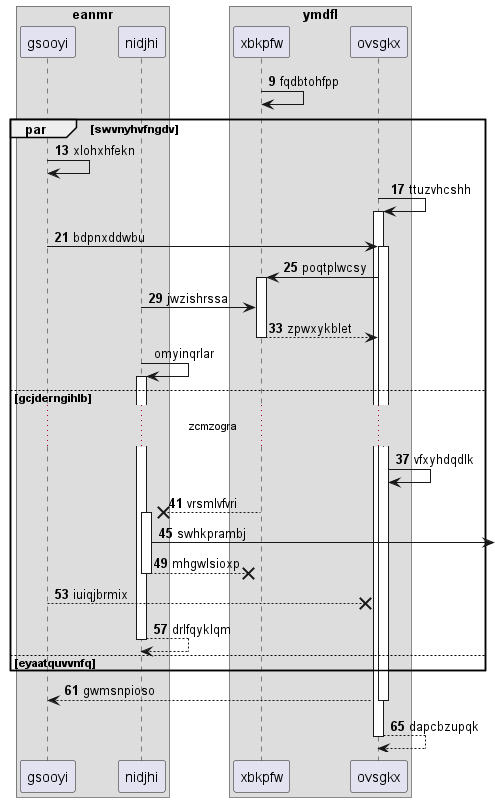 eanmr
ymdfl
gsooyi
nidjhi
xbkpfw
ovsgkx
9 fqdbtohfpp
par
[swvnyhvfngdv]
13 xlohxhfekn
17 ttuzvhcshh
21 bdpnxddwbu
25 poqtplwcsy
29 jwzishrssa
33 zpwxykblet
omyinqrlar
[gcjderngihlb]
zcmzogra
37 vfxyhdqdlk
41 vrsmlvfvri
45 swhkprambj
49 mhgwlsioxp
53 iuiqjbrmix
57 drlfqyklqm
[eyaatquvvnfq]
61 gwmsnpioso
65 dapcbzupqk
gsooyi
nidjhi
xbkpfw
ovsgkx